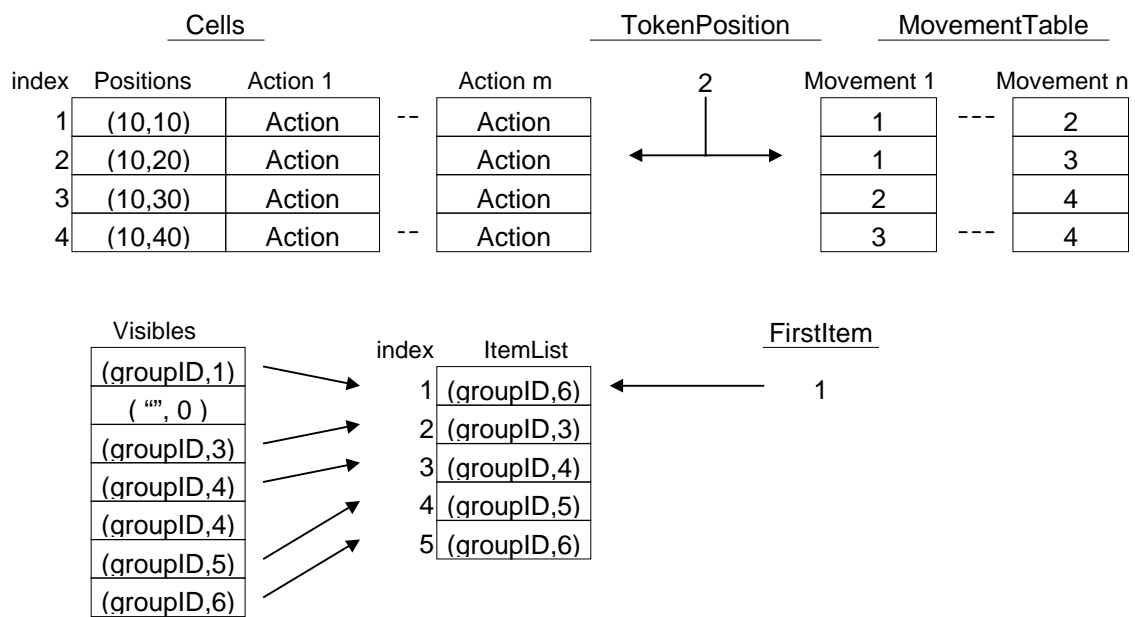 Cells TokenPosition MovementTable
index Positions Action 1 Action m 2 Movement 1 Movement n
1 (10,10) Action -- Action 1 --- 2
2 (10,20) Action Action 1 3
3 (10,30) Action Action 2 4
4 (10,40) Action -- Action 3 --- 4
Visibles
(groupID,1)
( “”, 0 )
(groupID,3)
(groupID,4)
(groupID,4)
(groupID,5)
(groupID,6)
index ItemList
1 (groupID,6)
2 (groupID,3)
3 (groupID,4)
4 (groupID,5)
5 (groupID,6)
FirstItem
1